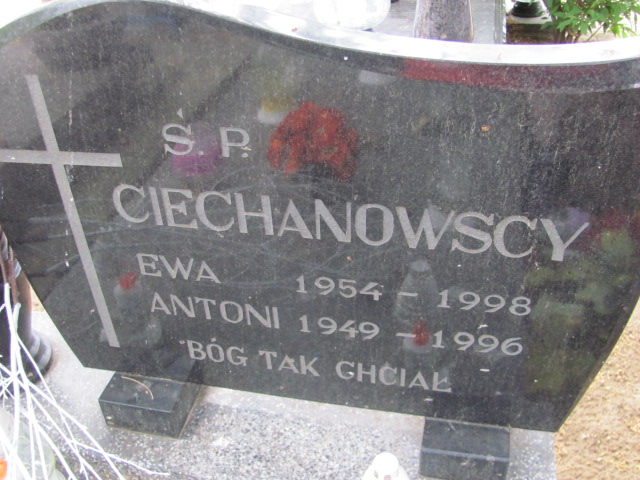 Ś. P.
CIECHANOWSCY
EWA 1954 - 1998
ANTONI 1949 - 1996
BÓG TAK CHCIAŁ